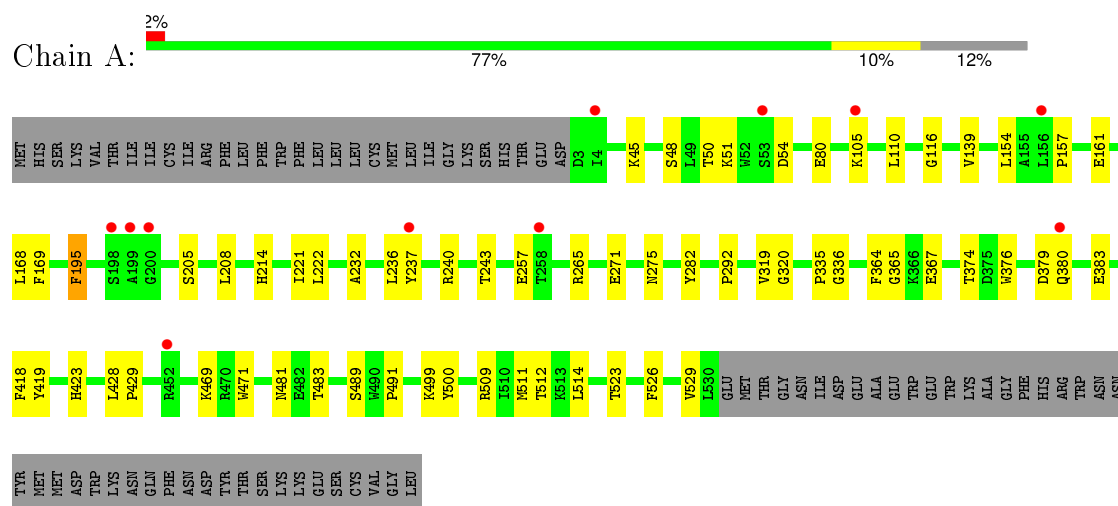 2%
Chain A:
77% 10% 12%
MET HIS SER LYS VAL THR ILE ILE CYS ILE ARG PHE LEU PHE TRP PHE LEU LEU LEU CYS MET LEU ILE GLY LYS SER HIS THR GLU ASP D3 I4 K45 S48 L49 T50 K51 W52 S53 D54 E80 K105 L110 G116 V139 L154 A155 L156 P157 E161
L168 F169 F195 S198 A199 G200 S205 L208 H214 I221 L222 A232 L236 Y237 R240 T243 E257 T258 R265 E271 N275 Y282 P292 V319 G320 P335 G336 F364 G365 K366 E367 T374 D375 W376 D379 Q380 E383
F418 Y419 H423 L428 P429 R452 K469 R470 W471 N481 E482 T483 S489 W490 P491 K499 Y500 R509 I510 M511 T512 K513 L514 T523 F526 V529 L530 GLU MET THR GLY ASN ILE ASP GLU ALA GLU TRP GLU TRP LYS ALA GLY PHE HIS ARG TRP ASN ASN
TYR MET MET ASP TRP LYS ASN GLN PHE ASN ASP TYR THR SER LYS LYS GLU SER CYS VAL GLY LEU